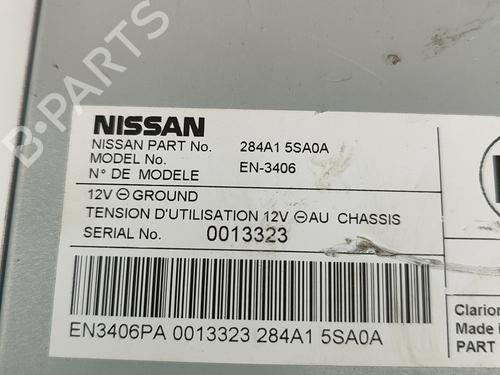 B-PARTS
NISSAN
NISSAN PART No. 284A1 5SA0A
MODEL No. EN-3406
N° DE MODELE
12V ⊖ GROUND
TENSION D'UTILISATION 12V ⊖ AU CHASSIS
SERIAL No. 0013323
EN3406PA 0013323 284A1 5SA0A
Clarion
Made i
PART